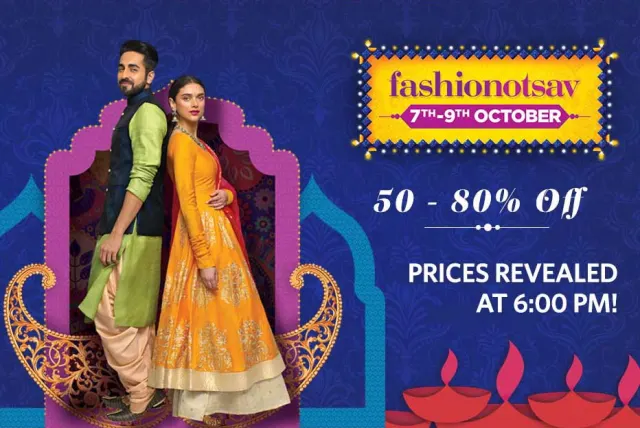 fashionotsav
7TH-9TH OCTOBER
50 - 80% Off
PRICES REVEALED
AT 6:00 PM!